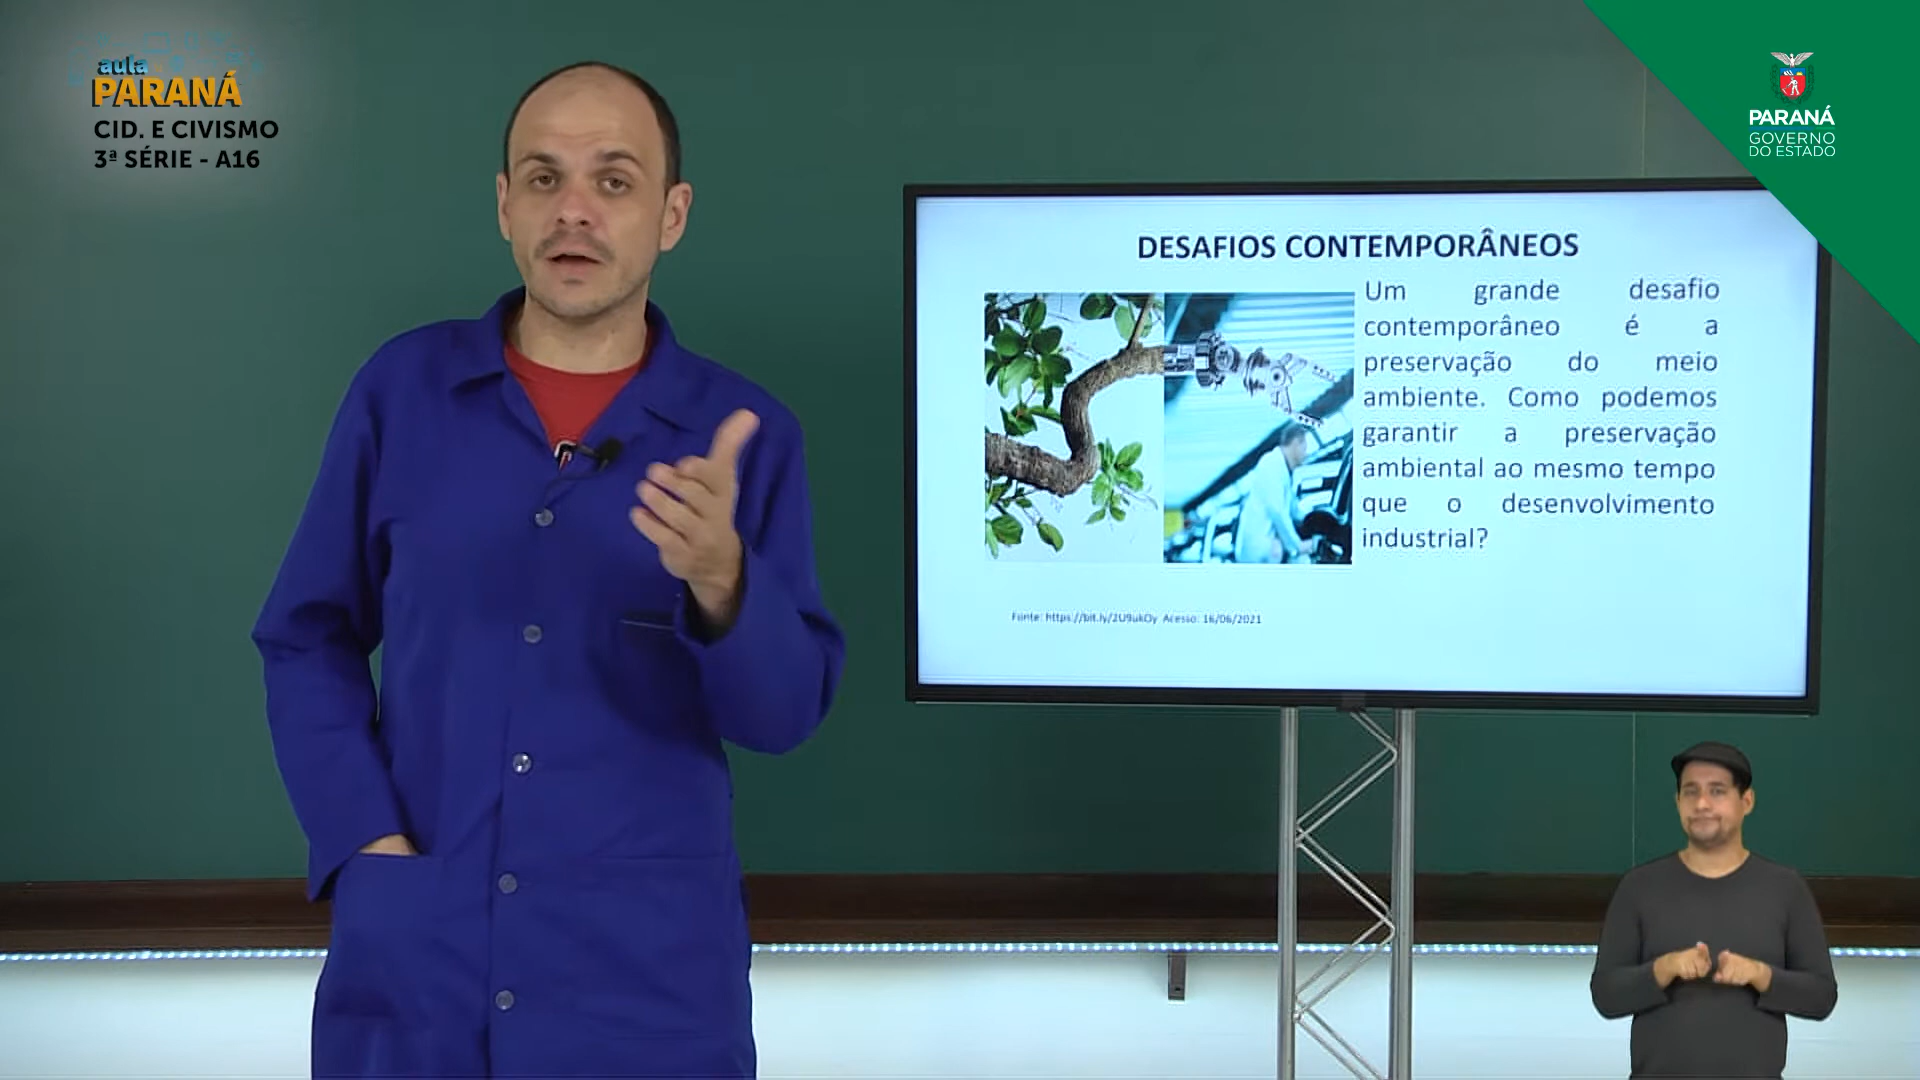 aula
PARANÁ
CID. E CIVISMO
3ª SÉRIE - A16
PARANÁ
GOVERNO
DO ESTADO
DESAFIOS CONTEMPORÂNEOS
Um grande desafio
contemporâneo é a
preservação do meio
ambiente. Como podemos
garantir a preservação
ambiental ao mesmo tempo
que o desenvolvimento
industrial?
Fonte: https://bit.ly/2U9ukOy Acesso: 16/06/2021